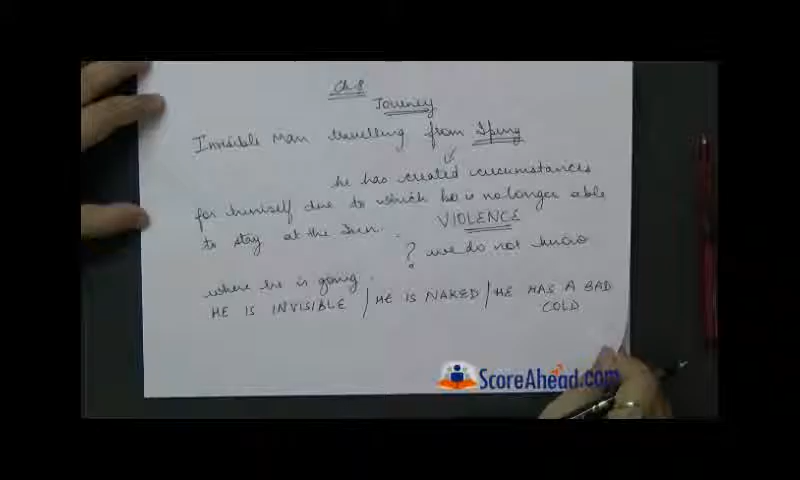 Ch 8
Journey
Invisible Man travelling from Iping
he has created circumstances
for himself due to which he is no longer able
to stay at the Inn. VIOLENCE
? we do not know
where he is going.
HE IS INVISIBLE / HE IS NAKED / HE HAS A BAD
COLD
ScoreAhead.com